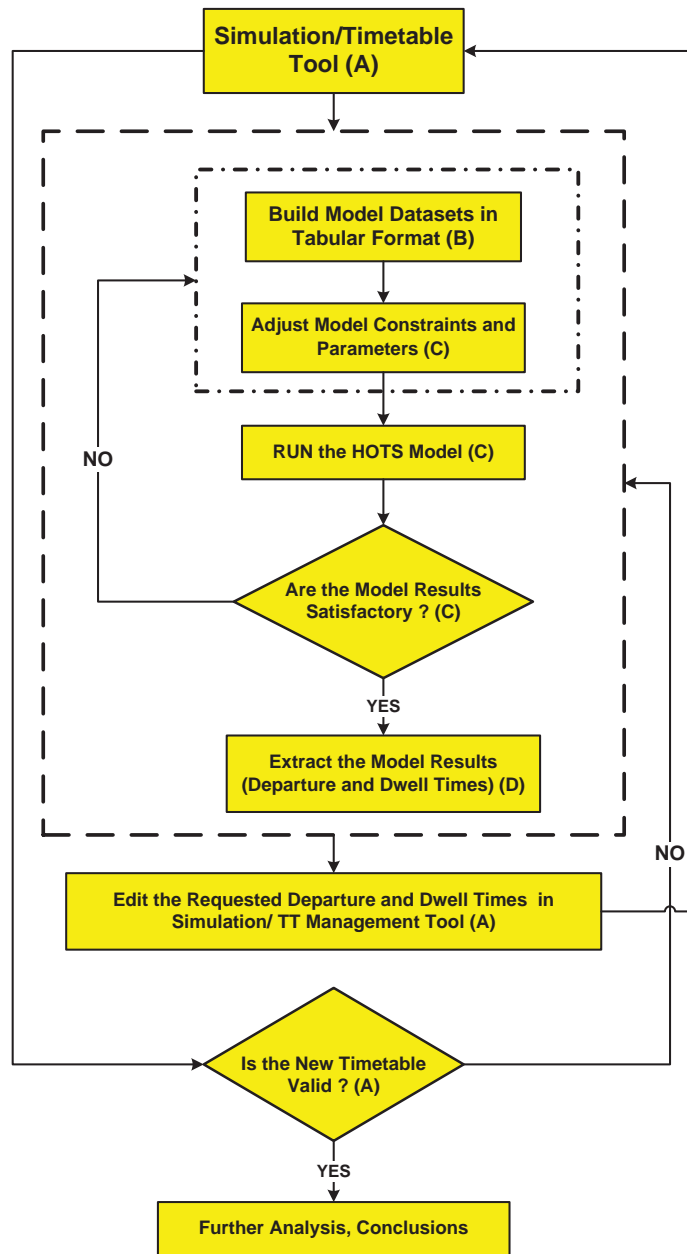 Simulation/Timetable
Tool (A)
Build Model Datasets in
Tabular Format (B)
Adjust Model Constraints and
Parameters (C)
RUN the HOTS Model (C)
NO
Are the Model Results
Satisfactory ? (C)
YES
Extract the Model Results
(Departure and Dwell Times) (D)
NO
Edit the Requested Departure and Dwell Times in
Simulation/ TT Management Tool (A)
Is the New Timetable
Valid ? (A)
YES
Further Analysis, Conclusions